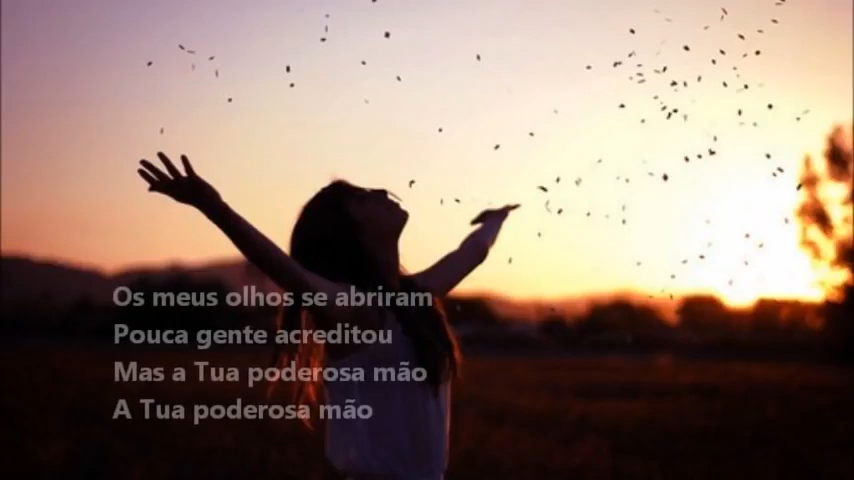 Os meus olhos se abriram
Pouca gente acreditou
Mas a Tua poderosa mão
A Tua poderosa mão